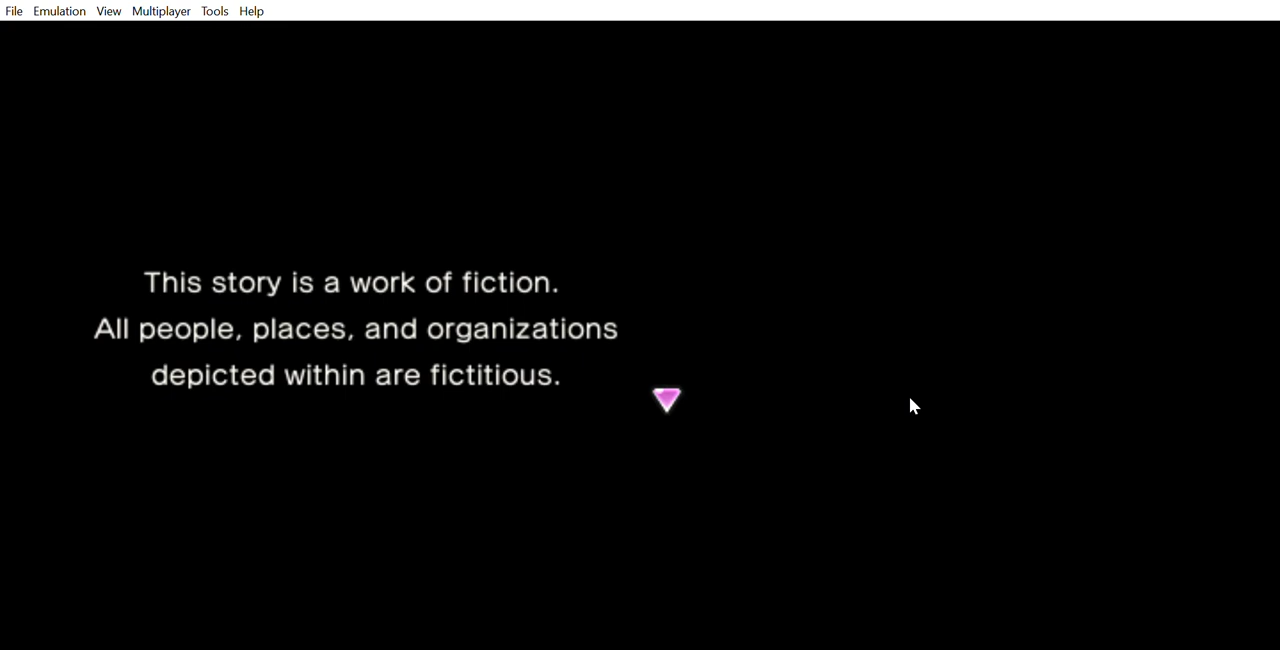 File Emulation View Multiplayer Tools Help
This story is a work of fiction.
All people, places, and organizations
depicted within are fictitious.